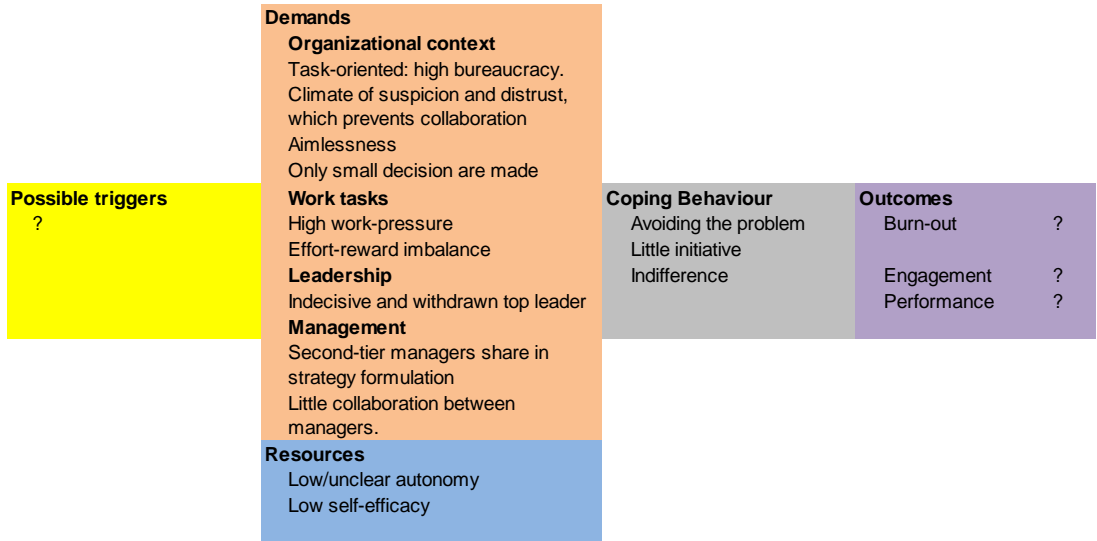 Demands
Organizational context
Task-oriented: high bureaucracy.
Climate of suspicion and distrust,
which prevents collaboration
Aimlessness
Only small decision are made
Possible triggers
?
Work tasks
High work-pressure
Effort-reward imbalance
Leadership
Indecisive and withdrawn top leader
Management
Second-tier managers share in
strategy formulation
Little collaboration between
managers.
Resources
Low/unclear autonomy
Low self-efficacy
Coping Behaviour
Avoiding the problem
Little initiative
Indifference
Outcomes
Burn-out ?
Engagement ?
Performance ?